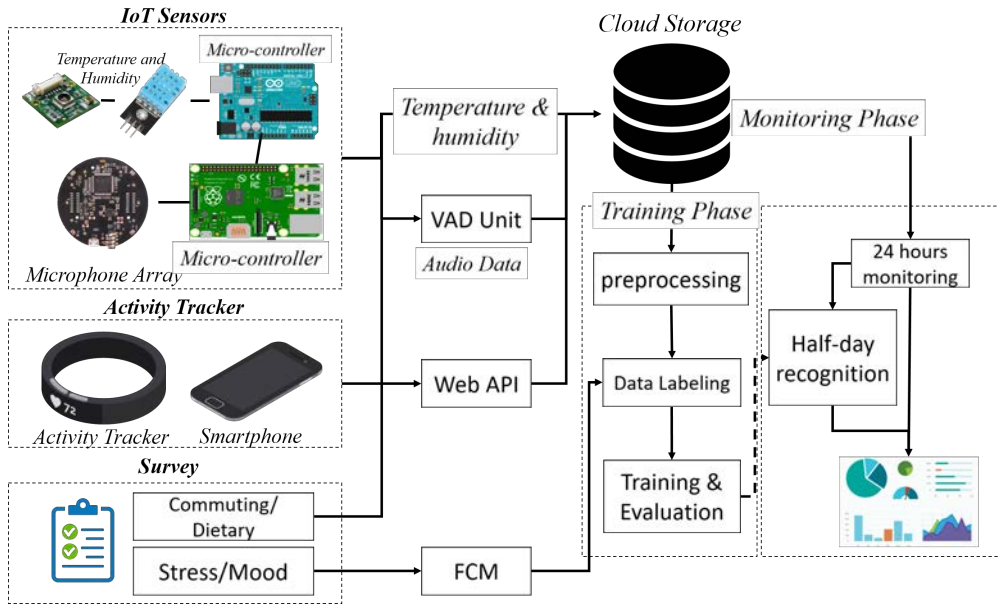 IoT Sensors
Temperature and
Humidity
Micro-controller
Micro-controller
Microphone Array
Activity Tracker
72
Activity Tracker
Smartphone
Survey
Commuting/
Dietary
Stress/Mood
Temperature &
humidity
VAD Unit
Audio Data
Web API
FCM
Cloud Storage
Monitoring Phase
Training Phase
preprocessing
Data Labeling
Training &
Evaluation
24 hours
monitoring
Half-day
recognition